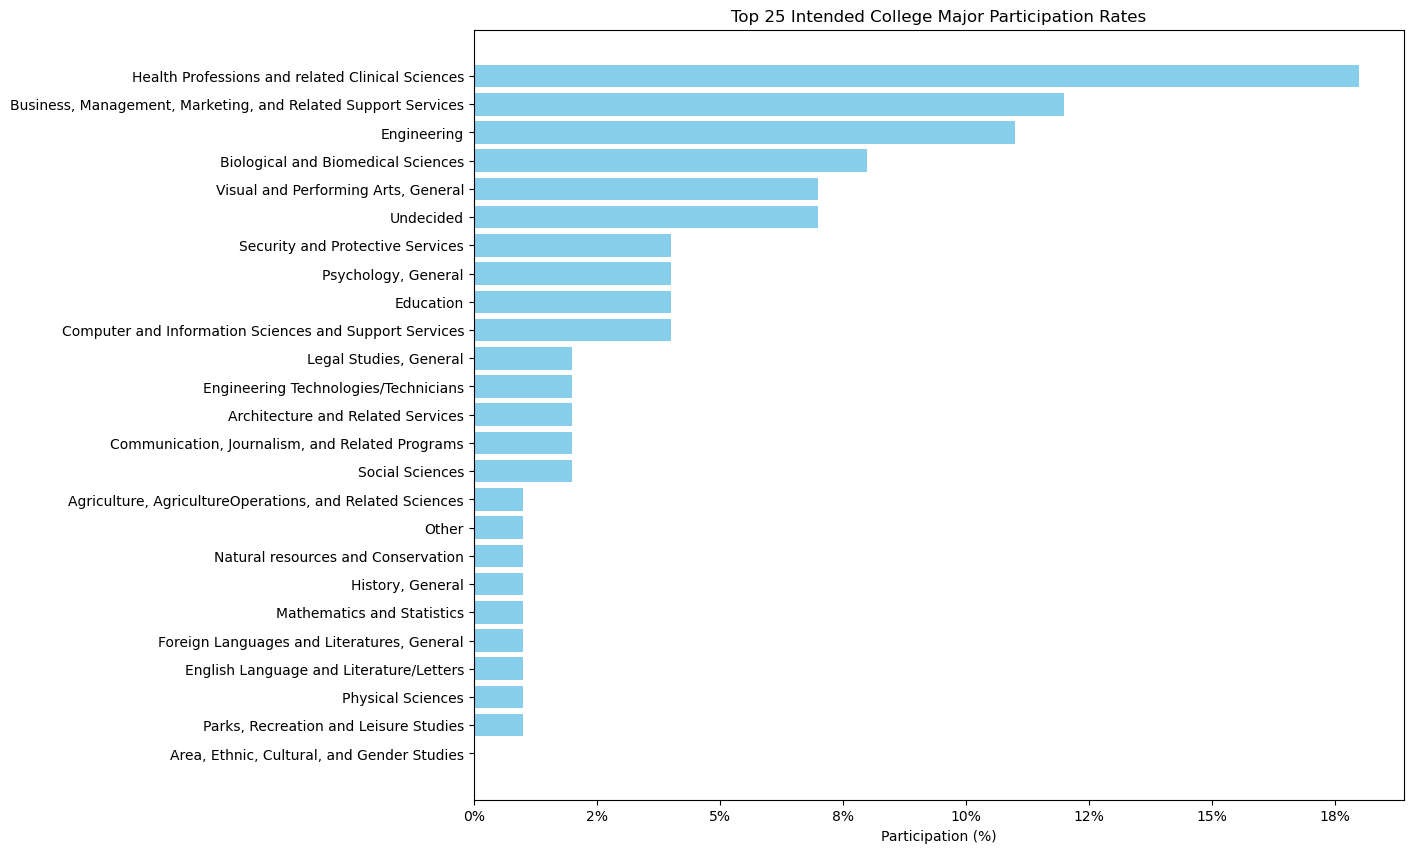 Top 25 Intended College Major Participation Rates
Health Professions and related Clinical Sciences
Business, Management, Marketing, and Related Support Services
Engineering
Biological and Biomedical Sciences
Visual and Performing Arts, General
Undecided
Security and Protective Services
Psychology, General
Education
Computer and Information Sciences and Support Services
Legal Studies, General
Engineering Technologies/Technicians
Architecture and Related Services
Communication, Journalism, and Related Programs
Social Sciences
Agriculture, AgricultureOperations, and Related Sciences
Other
Natural resources and Conservation
History, General
Mathematics and Statistics
Foreign Languages and Literatures, General
English Language and Literature/Letters
Physical Sciences
Parks, Recreation and Leisure Studies
Area, Ethnic, Cultural, and Gender Studies
0% 2% 5% 8% 10% 12% 15% 18%
Participation (%)